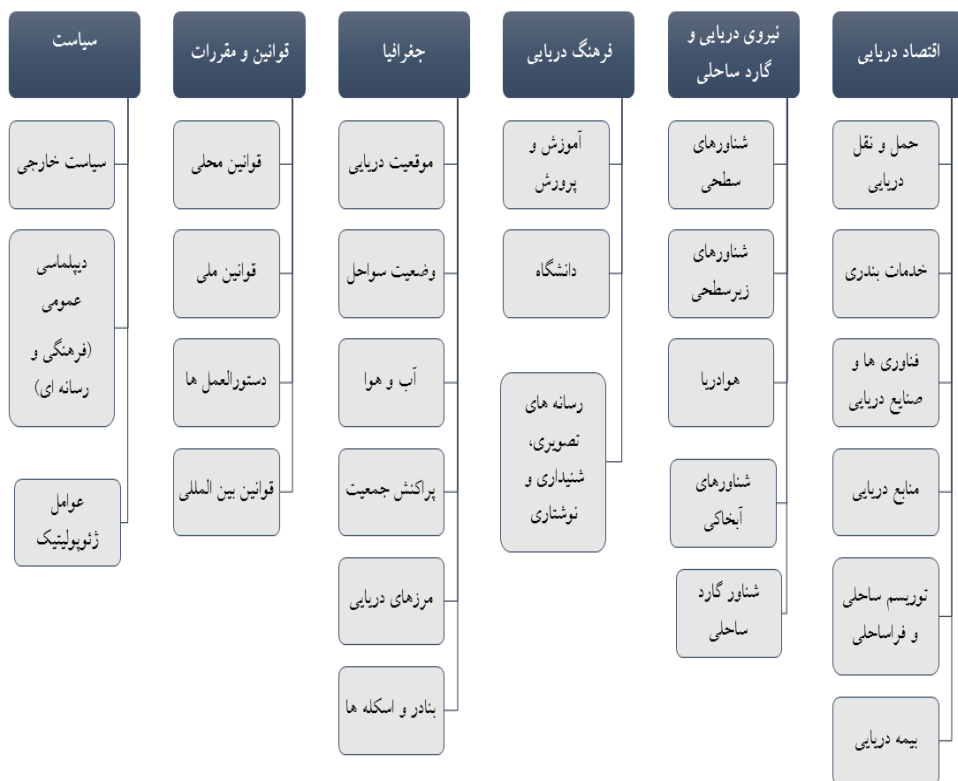 اقتصاد دریایی
حمل و نقل
دریایی
خدمات بندری
فناوری ها و
صنایع دریایی
منابع دریایی
توریسم ساحلی
و فراساحلی
بیمه دریایی
نیروی دریایی و
گارد ساحلی
شناورهای
سطحی
شناورهای
زیرسطحی
هوادریا
شناورهای
آبخاکی
شناور گارد
ساحلی
فرهنگ دریایی
آموزش و
پرورش
دانشگاه
رسانه های
تصویری،
شنیداری و
نوشتاری
جغرافیا
موقعیت دریایی
وضعیت سواحل
آب و هوا
پراکنش جمعیت
مرزهای دریایی
بنادر و اسکله ها
قوانین و مقررات
قوانین محلی
قوانین ملی
دستورالعمل ها
قوانین بین المللی
سیاست
سیاست خارجی
دیپلماسی
عمومی
(فرهنگی و
رسانه ای)
عوامل
ژئوپولیتیک